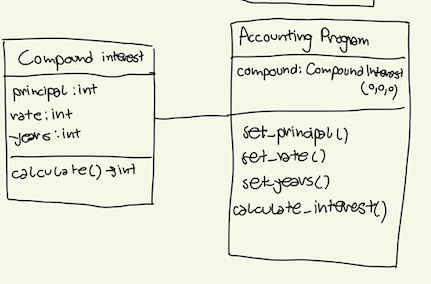 Compound interest
principal : int
rate : int
years : int
calculate() → int
Accounting Program
compound: Compound Interest
(0,0,0)
set_principal()
set_rate()
set_years()
calculate_interest()